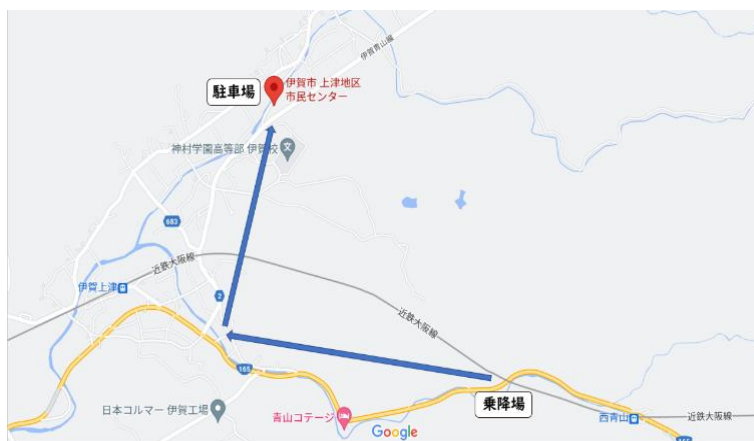 伊賀青山線
駐車場
伊賀市 上津地区
市民センター
神村学園高等部 伊賀校
文
683
近鉄大阪線
伊賀上津
2
近鉄大阪線
165
乗降場
日本コルマー 伊賀工場
青山コテージ
西青山
近鉄大阪線
Google
165